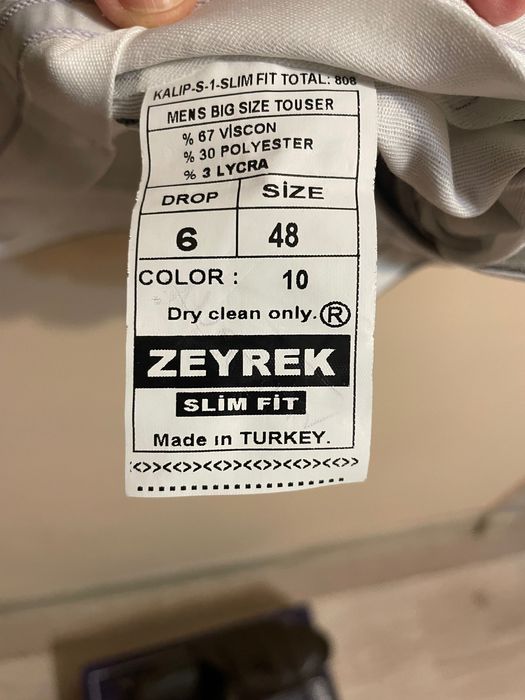 KALIP-S-1-SLIM FIT TOTAL: 808
MENS BIG SIZE TOUSER
% 67 VİSCON
% 30 POLYESTER
% 3 LYCRA
DROP SİZE
6 48
COLOR : 10
Dry clean only. ®
ZEYREK
SLİM FİT
Made ın TURKEY.